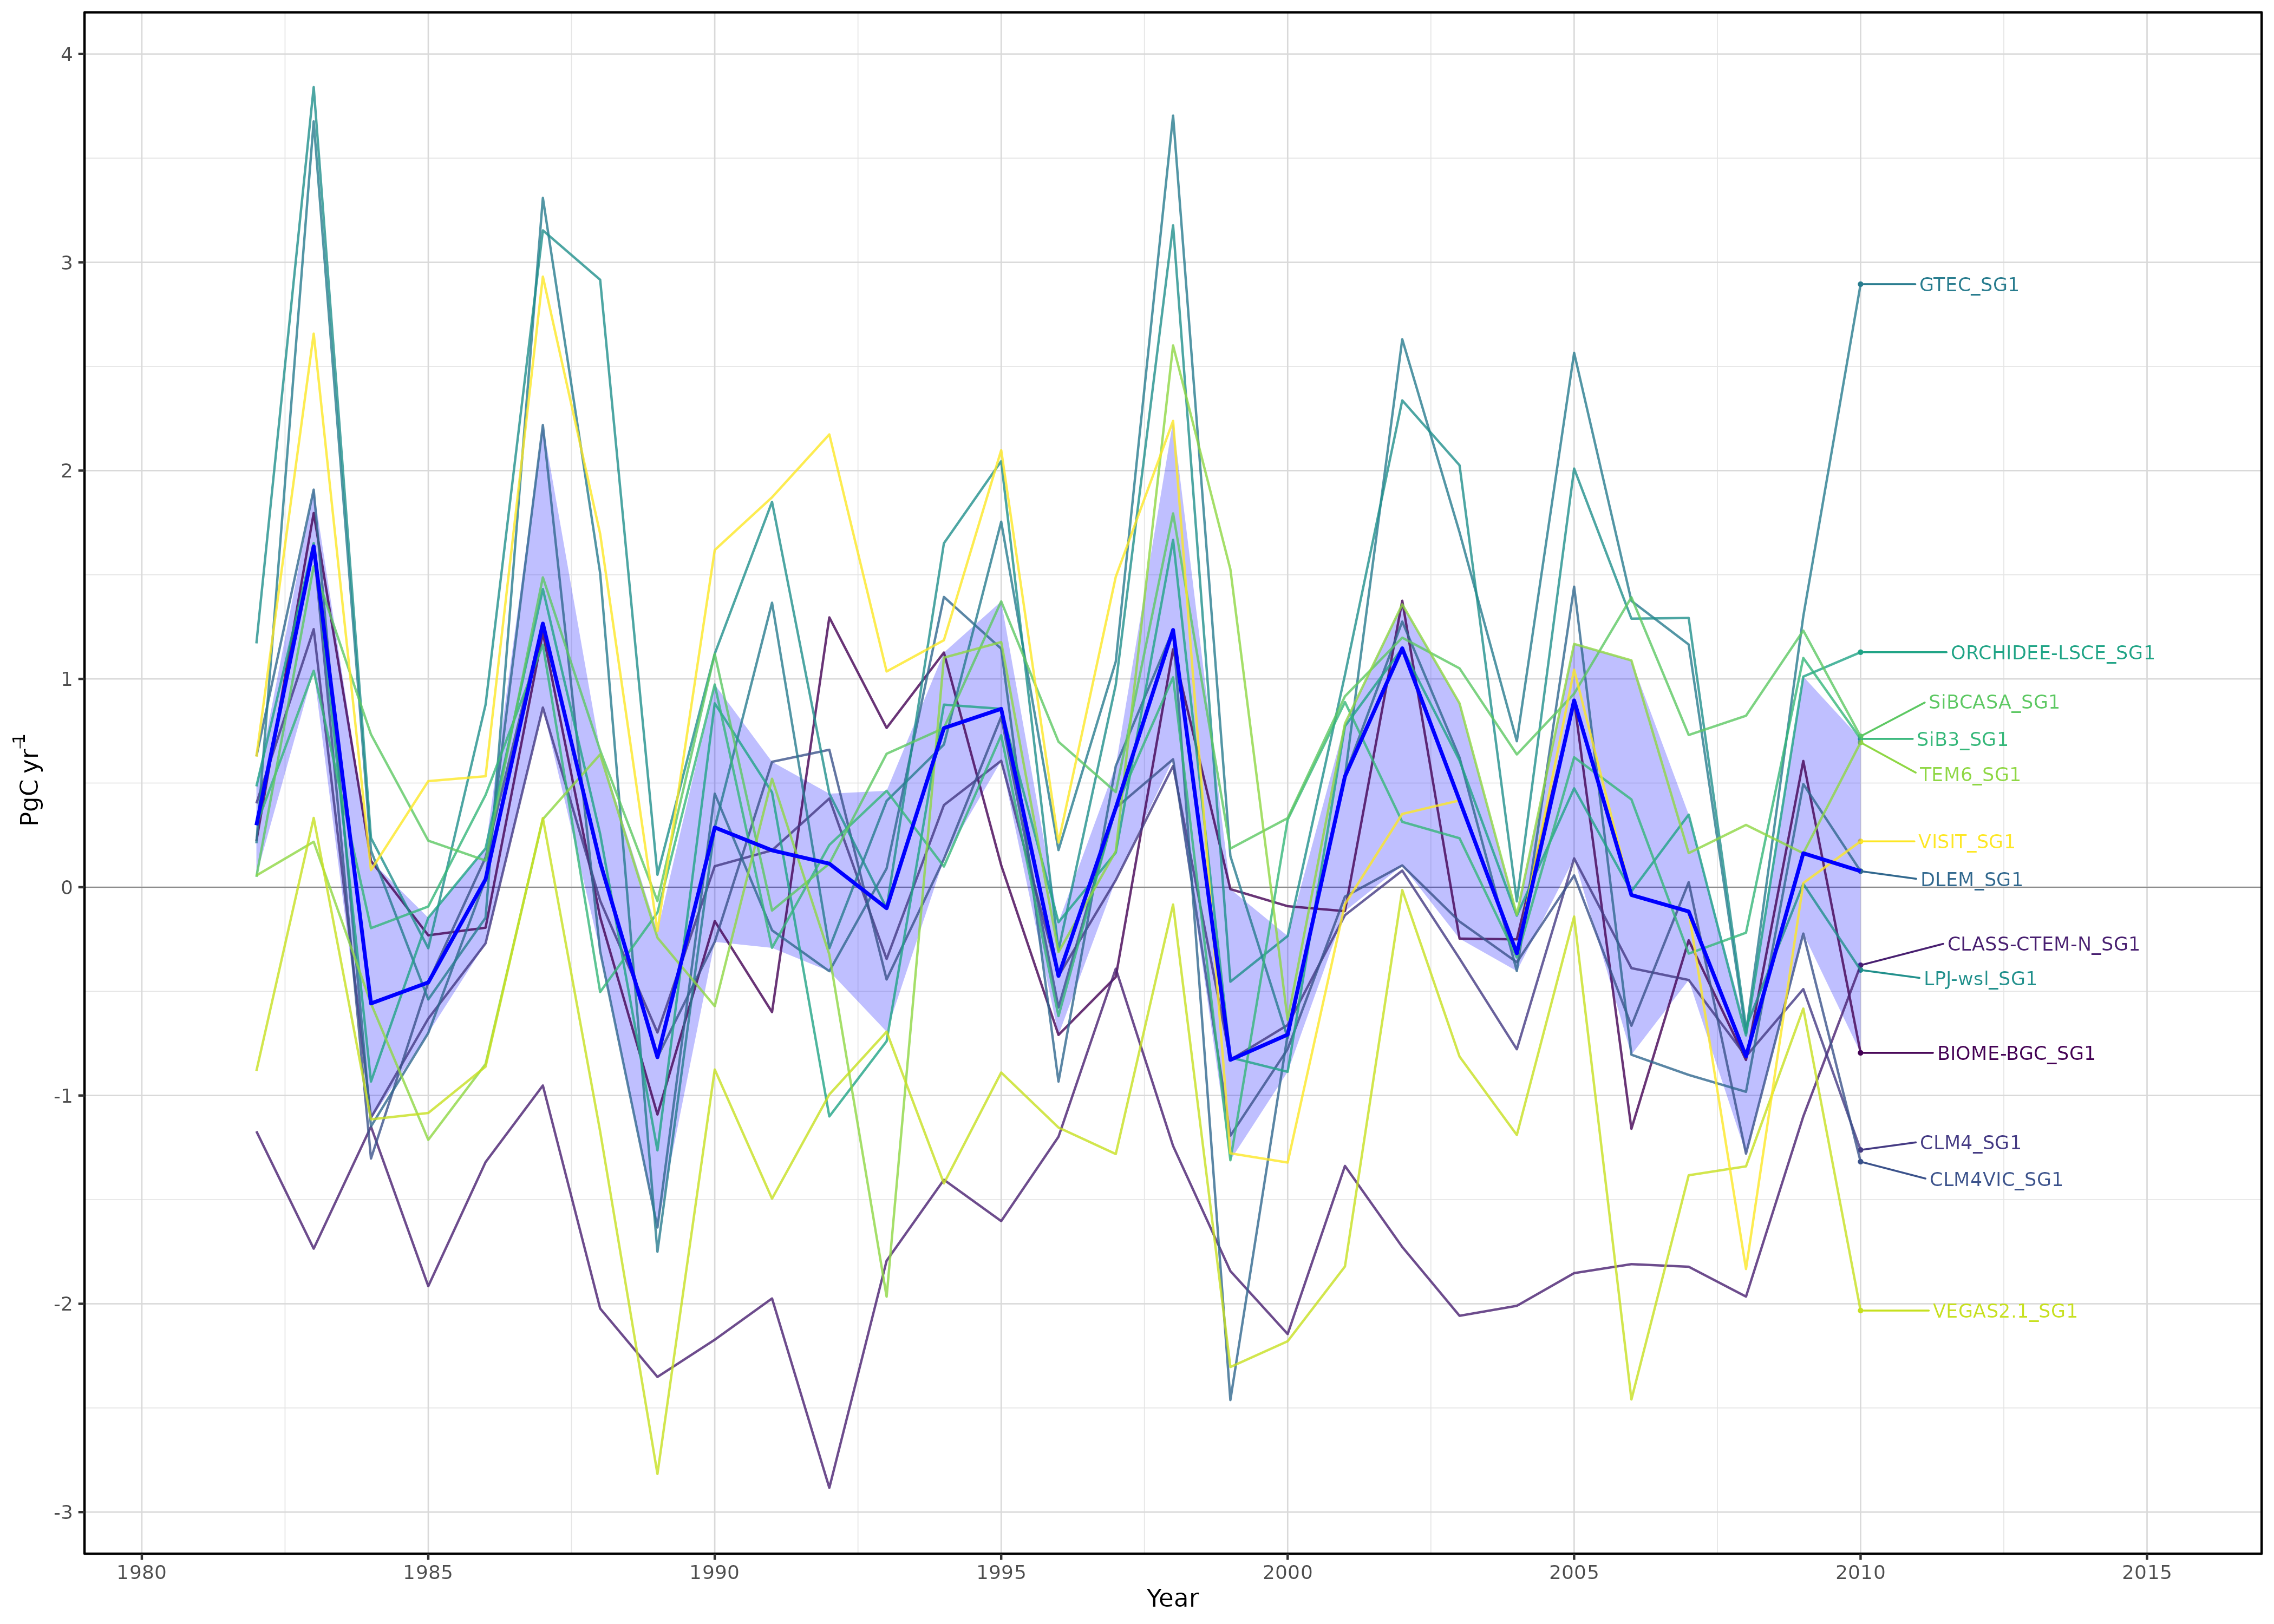 4
3
2
1
0
-1
-2
-3
PgC yr⁻¹
GTEC_SG1
ORCHIDEE-LSCE_SG1
SiBCASA_SG1
SiB3_SG1
TEM6_SG1
VISIT_SG1
DLEM_SG1
CLASS-CTEM-N_SG1
LPJ-wsl_SG1
BIOME-BGC_SG1
CLM4_SG1
CLM4VIC_SG1
VEGAS2.1_SG1
1980 1985 1990 1995 2000 2005 2010 2015
Year